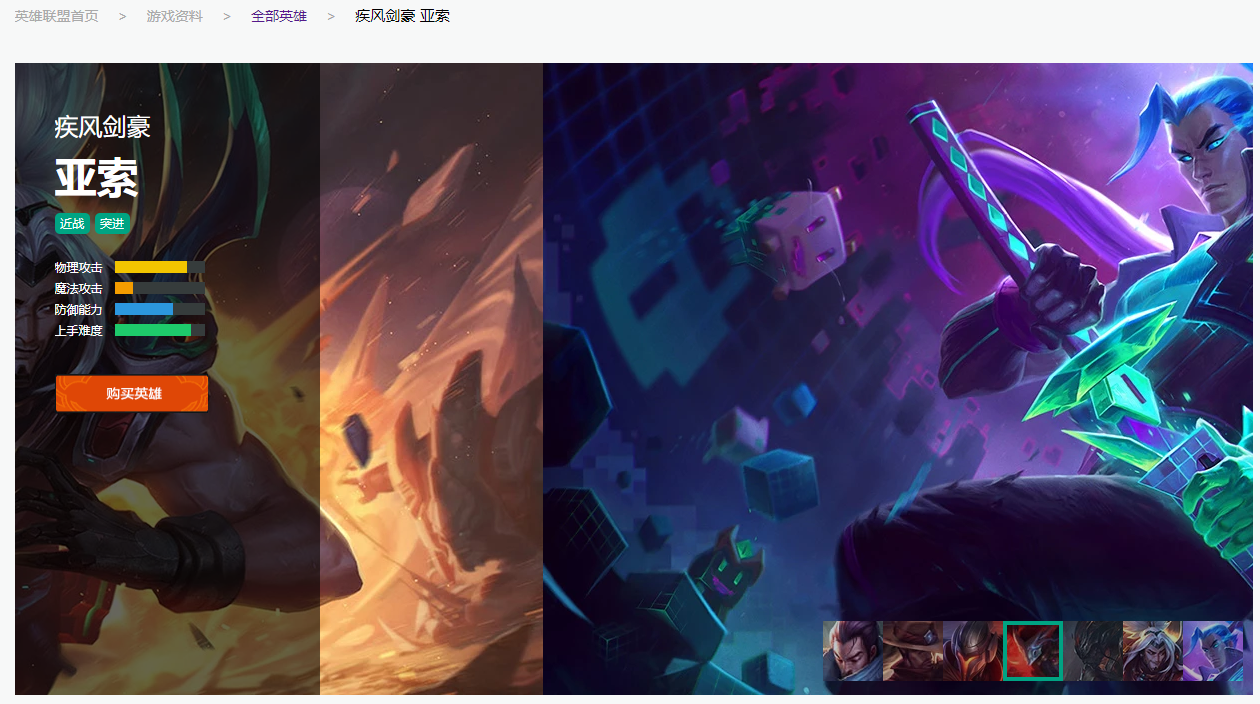 英雄联盟首页 > 游戏资料 > 全部英雄 > 疾风剑豪 亚索
疾风剑豪
亚索
近战 突进
物理攻击
魔法攻击
防御能力
上手难度
购买英雄